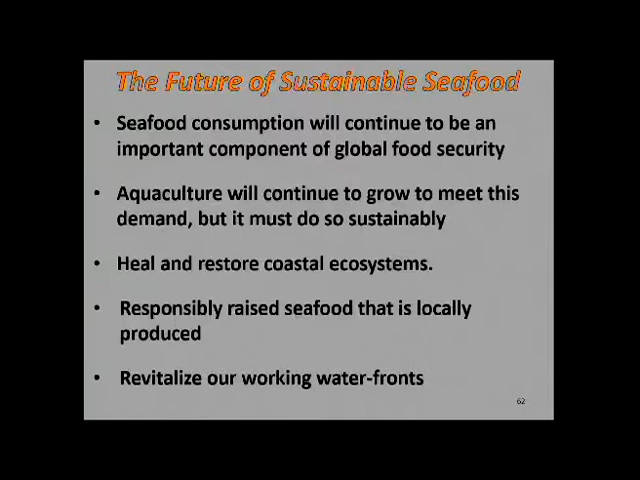 The Future of Sustainable Seafood
• Seafood consumption will continue to be an
important component of global food security
• Aquaculture will continue to grow to meet this
demand, but it must do so sustainably
• Heal and restore coastal ecosystems.
• Responsibly raised seafood that is locally
produced
• Revitalize our working water-fronts
62